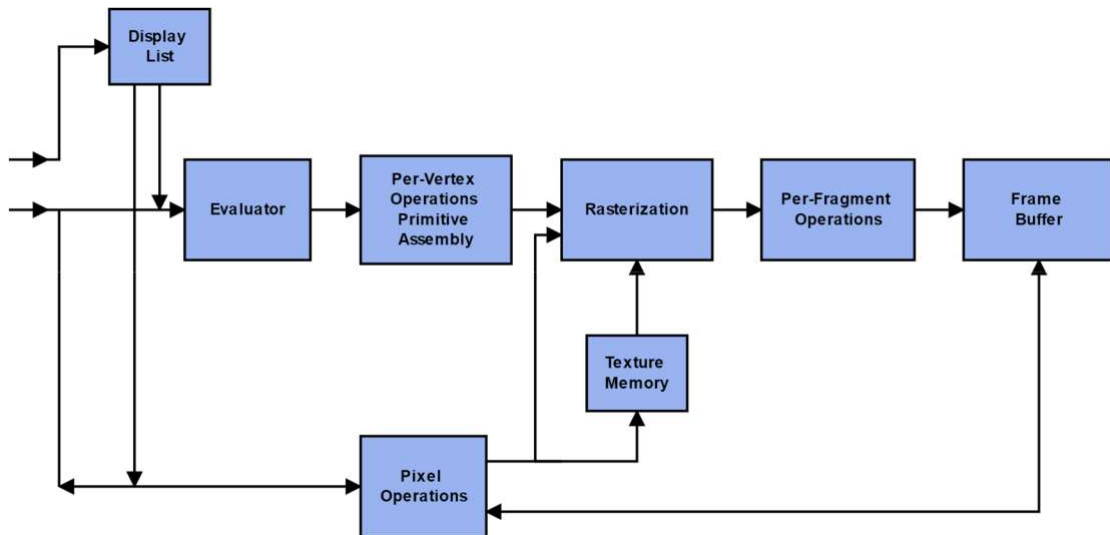 Display
List
Evaluator
Per-Vertex
Operations
Primitive
Assembly
Rasterization
Per-Fragment
Operations
Frame
Buffer
Texture
Memory
Pixel
Operations